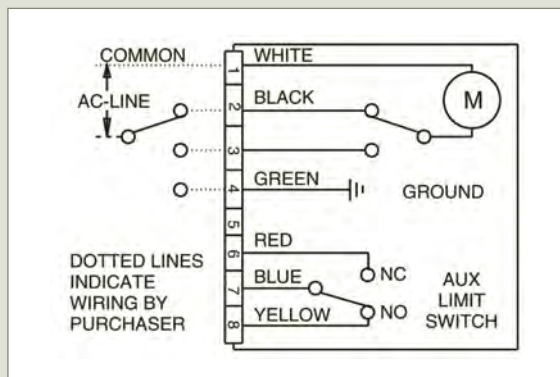 COMMON
AC-LINE
1
2
3
4
5
6
7
8
WHITE
BLACK
GREEN
RED
BLUE
YELLOW
M
GROUND
NC
NO
AUX
LIMIT
SWITCH
DOTTED LINES
INDICATE
WIRING BY
PURCHASER